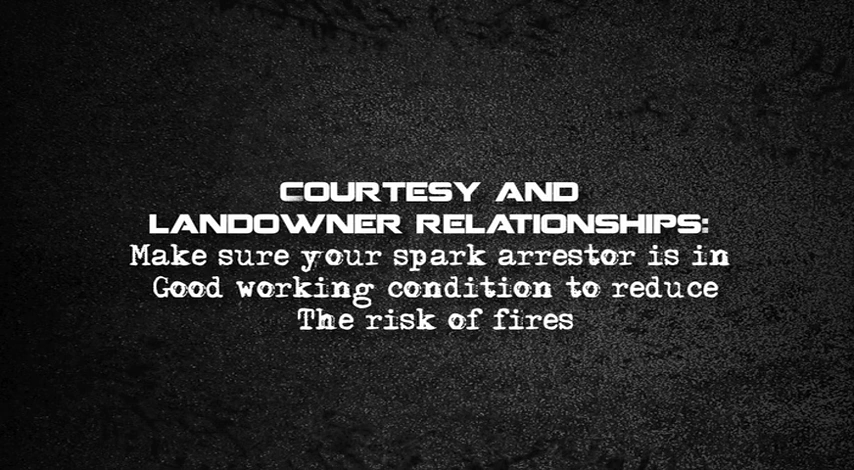 COURTESY AND
LANDOWNER RELATIONSHIPS:
Make sure your spark arrestor is in
Good working condition to reduce
The risk of fires